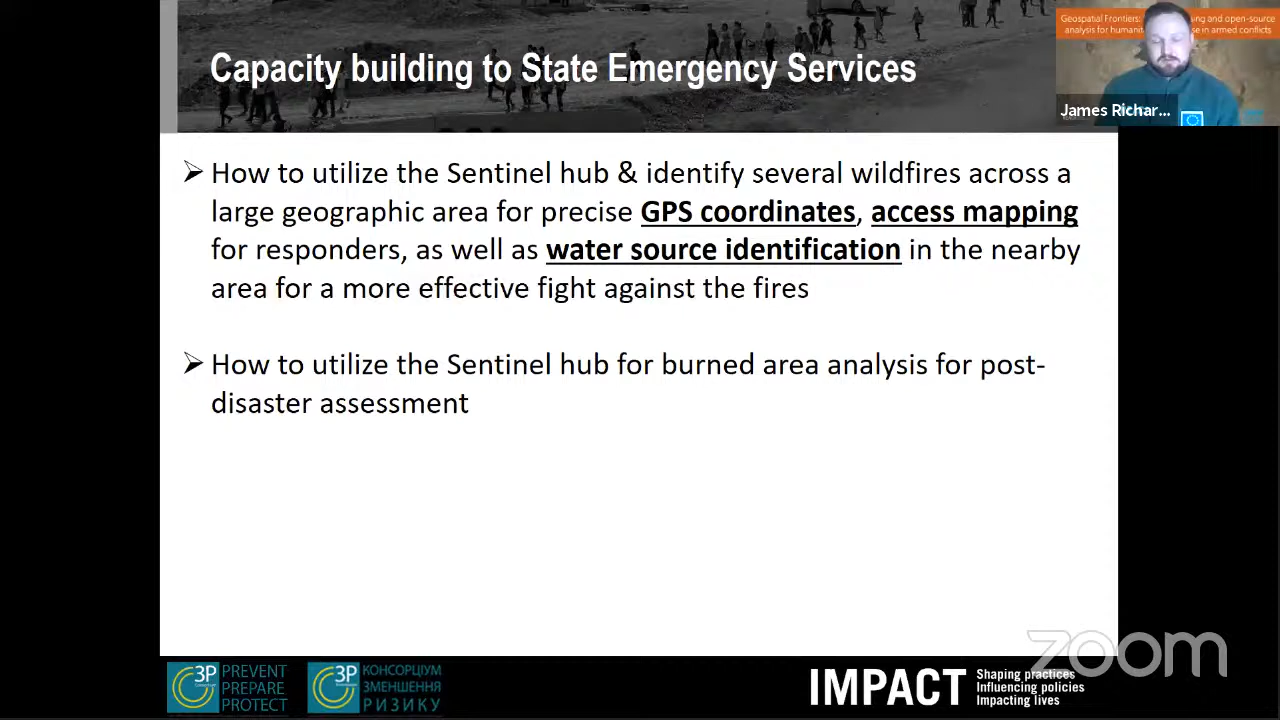 Capacity building to State Emergency Services
Geospatial Frontiers:
ing and open-source
analysis for humanit
se in armed conflicts
James Richar...
➢ How to utilize the Sentinel hub & identify several wildfires across a
large geographic area for precise GPS coordinates, access mapping
for responders, as well as water source identification in the nearby
area for a more effective fight against the fires
➢ How to utilize the Sentinel hub for burned area analysis for post-
disaster assessment
zoom
3P
PREVENT
PREPARE
PROTECT
3P
КОНСОРЦІУМ
ЗМЕНШЕННЯ
РИЗИКУ
IMPACT
Shaping practices
Influencing policies
Impacting lives